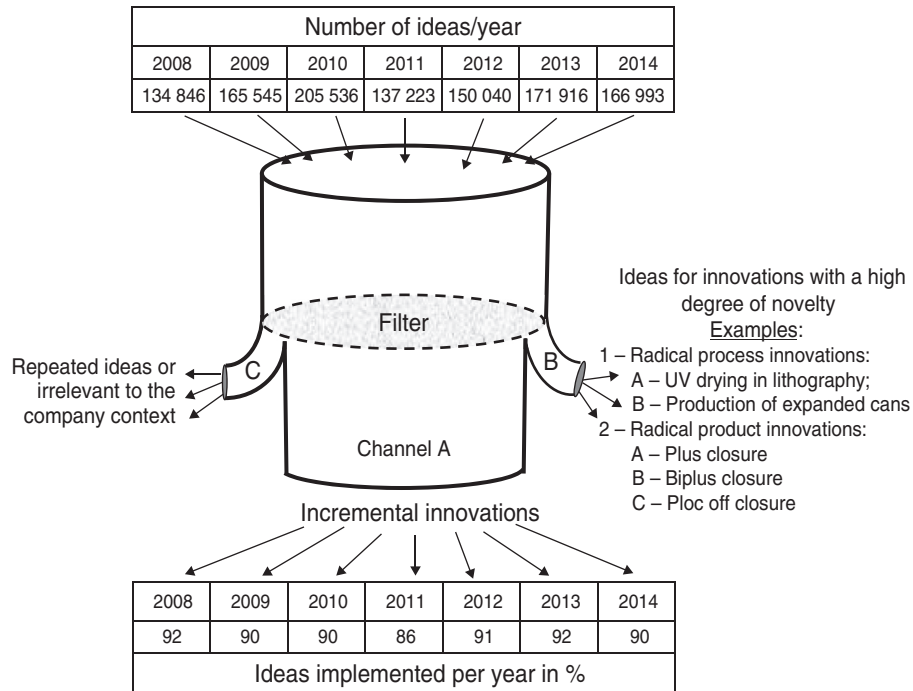 Number of ideas/year
2008 2009 2010 2011 2012 2013 2014
134 846 165 545 205 536 137 223 150 040 171 916 166 993
Filter
C
B
Channel A
Repeated ideas or
irrelevant to the
company context
Ideas for innovations with a high
degree of novelty
Examples:
1 – Radical process innovations:
A – UV drying in lithography;
B – Production of expanded cans
2 – Radical product innovations:
A – Plus closure
B – Biplus closure
C – Ploc off closure
Incremental innovations
2008 2009 2010 2011 2012 2013 2014
92 90 90 86 91 92 90
Ideas implemented per year in %